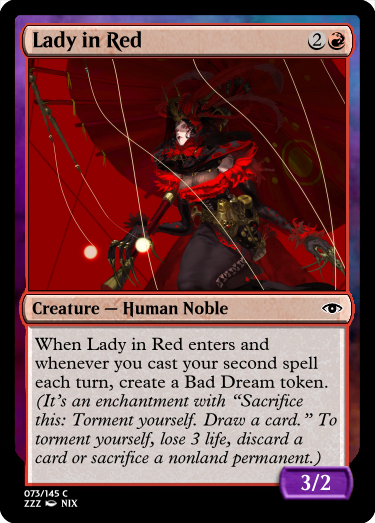 Lady in Red 2
Creature — Human Noble
When Lady in Red enters and
whenever you cast your second spell
each turn, create a Bad Dream token.
(It's an enchantment with “Sacrifice
this: Torment yourself. Draw a card.” To
torment yourself, lose 3 life, discard a
card or sacrifice a nonland permanent.)
3/2
073/145 C
ZZZ NIX